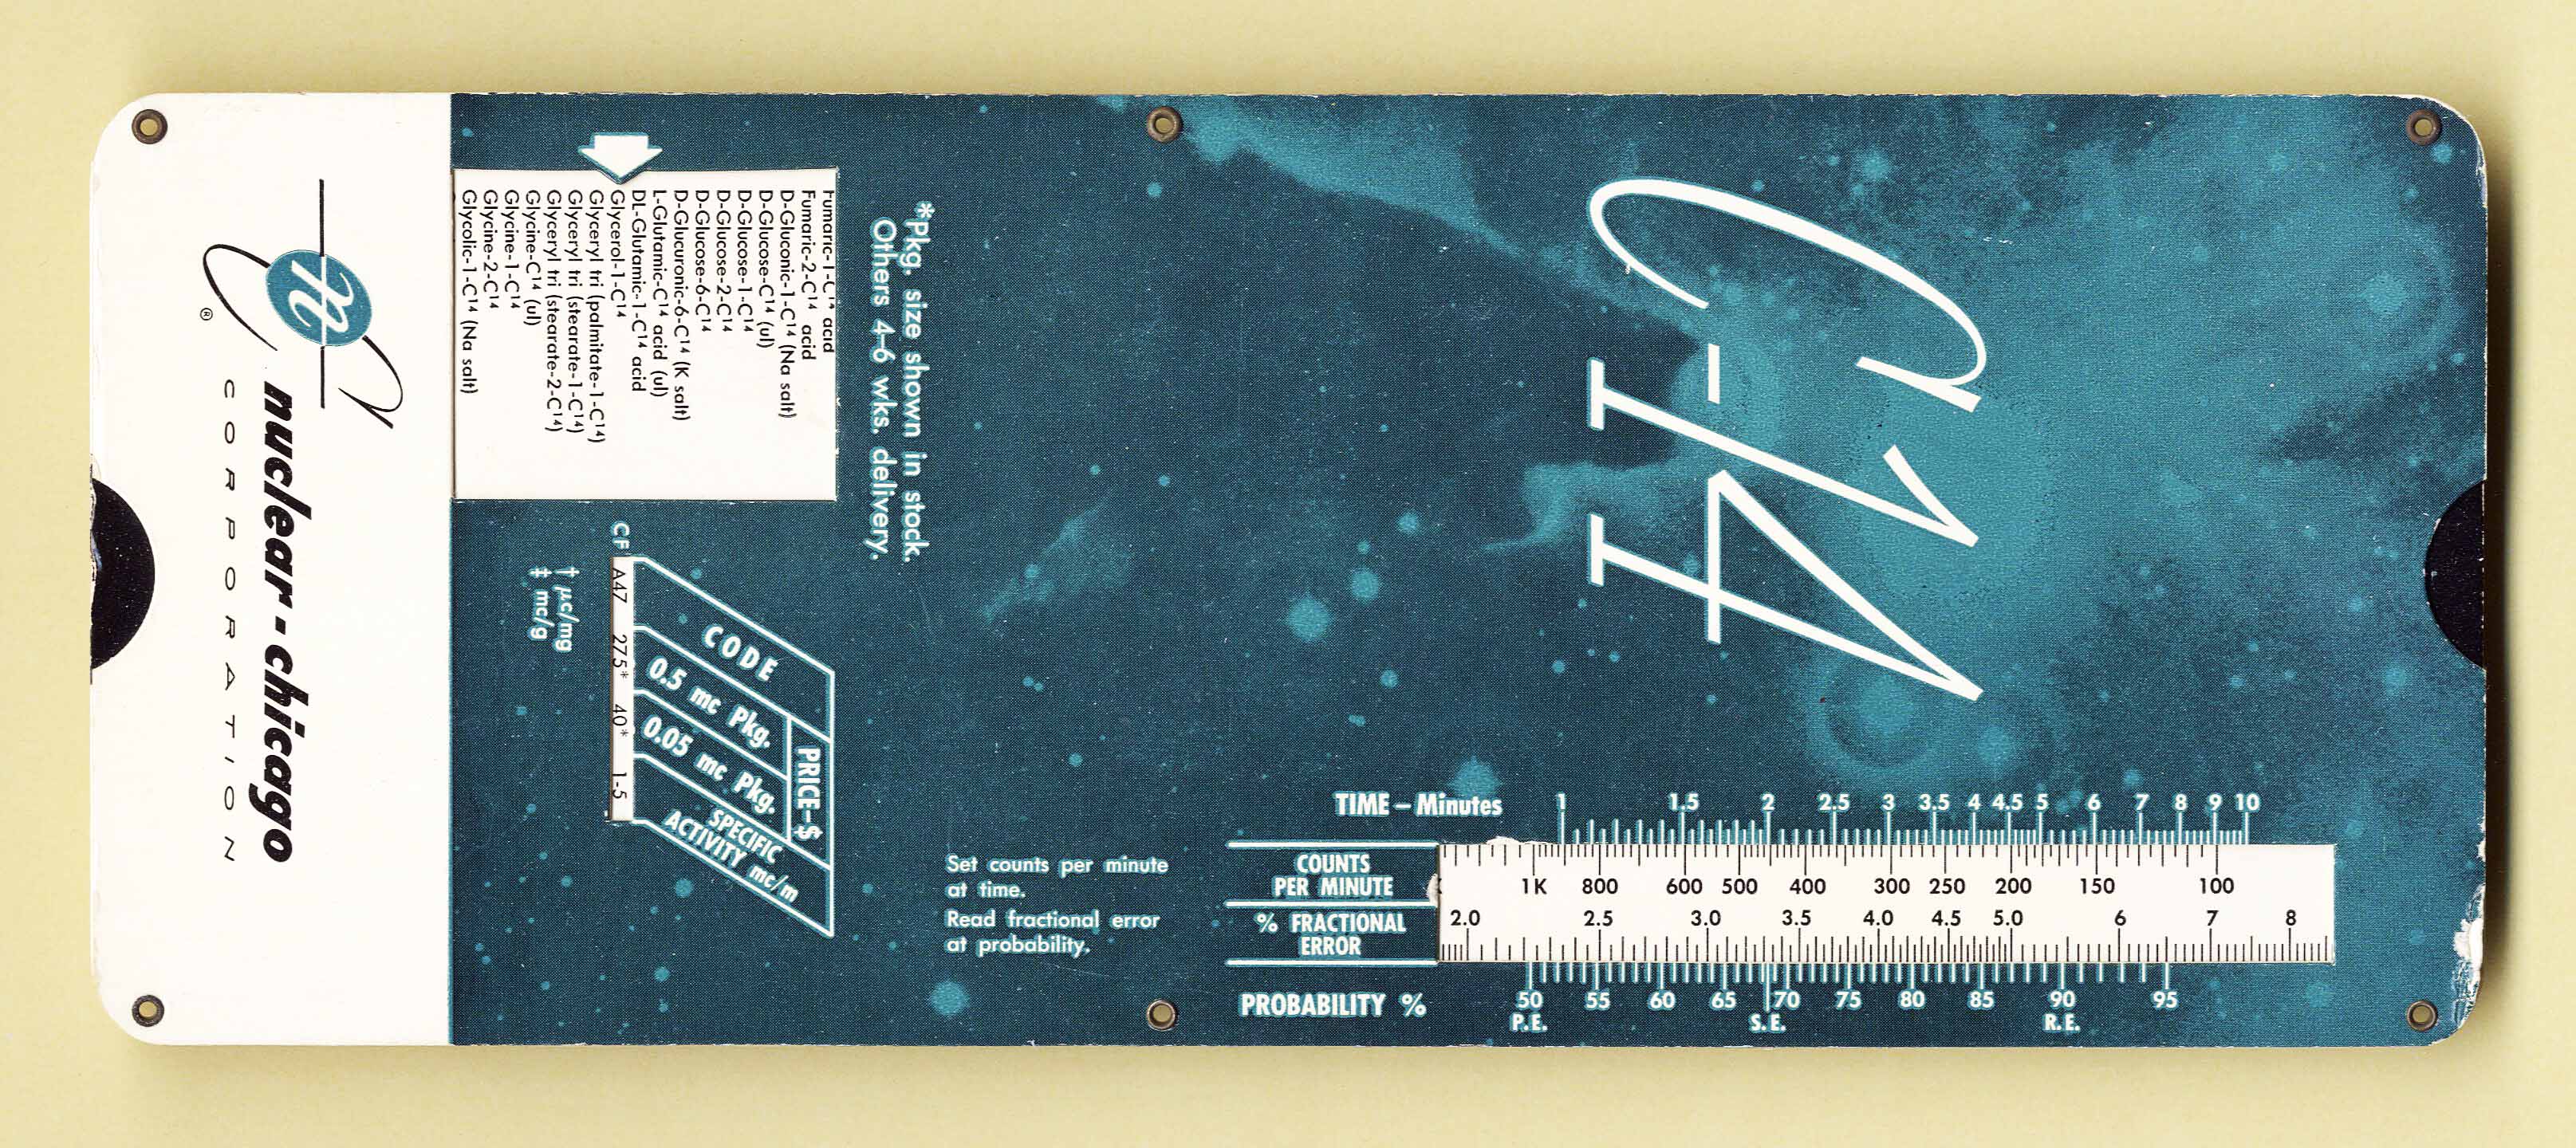 nuclear - chicago
CORPORATION
®
*Pkg. size shown in stock.
Others 4-6 wks. delivery.
Fumaric-1-C14 acid
Fumaric-2-C14 acid
D-Gluconic-1-C14 (Na salt)
D-Glucose-C14 (ul)
D-Glucose-1-C14
D-Glucose-2-C14
D-Glucose-6-C14
D-Glucuronic-6-C14 (K salt)
L-Glutamic-C14 acid (ul)
DL-Glutamic-1-C14 acid
Glycerol-1-C14
Glyceryl tri (palmitate-1-C14)
Glyceryl tri (stearate-1-C14)
Glyceryl tri (stearate-2-C14)
Glycine-C14 (ul)
Glycine-1-C14
Glycine-2-C14
Glycolic-1-C14 (Na salt)
PRICE-$
CODE
0.5 mc Pkg.
0.05 mc Pkg.
SPECIFIC
ACTIVITY mc/m
CF A47 275* 40* 1-5
† µc/mg
‡ mc/g
C-14
TIME – Minutes 1 1.5 2 2.5 3 3.5 4 4.5 5 6 7 8 9 10
Set counts per minute
at time.
Read fractional error
at probability.
COUNTS
PER MINUTE 1K 800 600 500 400 300 250 200 150 100
% FRACTIONAL
ERROR 2.0 2.5 3.0 3.5 4.0 4.5 5.0 6 7 8
PROBABILITY % 50 55 60 65 70 75 80 85 90 95
P.E. S.E. R.E.